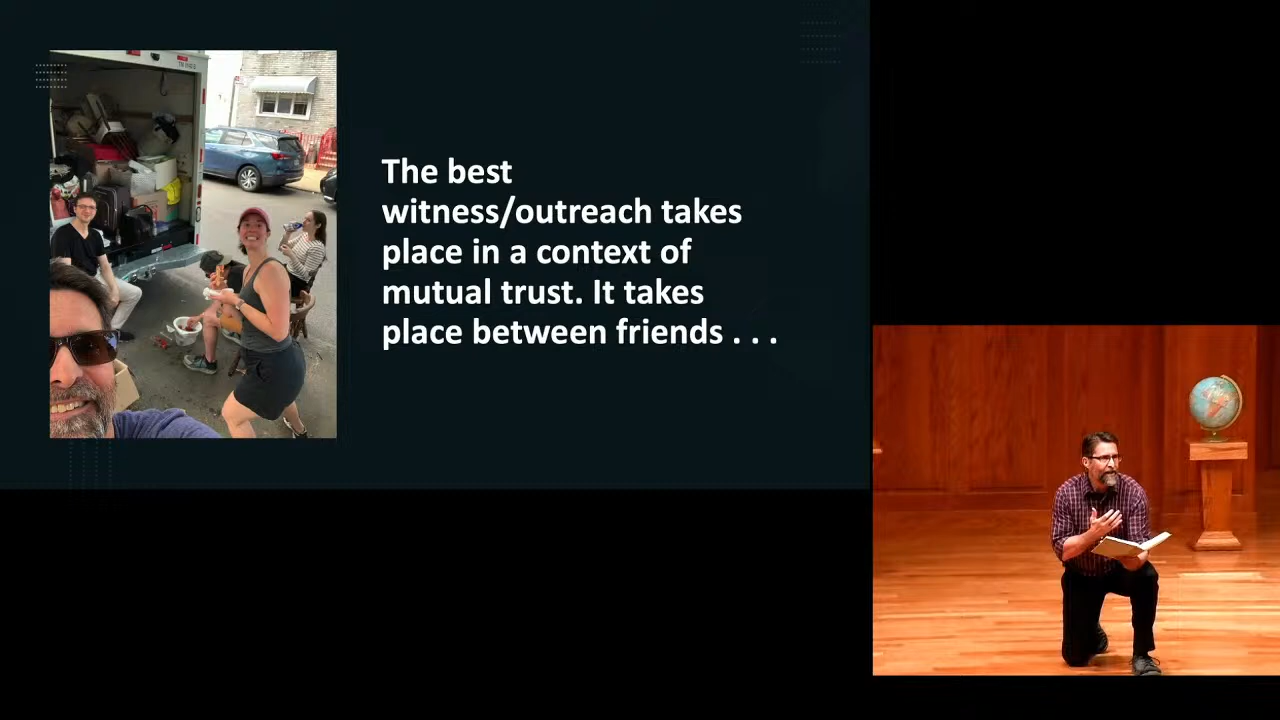 The best
witness/outreach takes
place in a context of
mutual trust. It takes
place between friends . . .